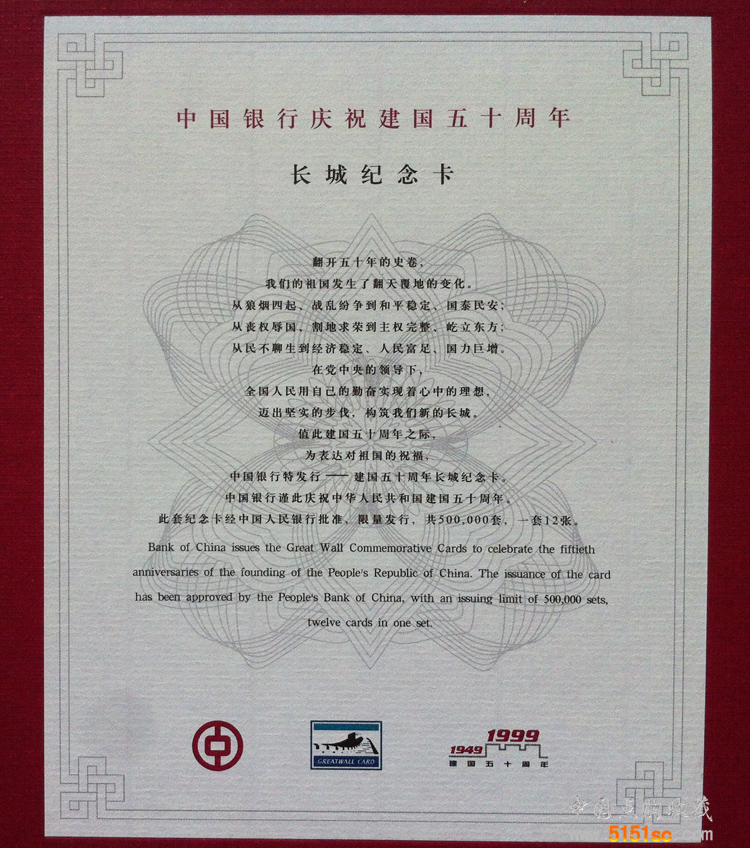 中国银行庆祝建国五十周年
长城纪念卡
翻开五十年的史卷，
我们的祖国发生了翻天覆地的变化。
从狼烟四起、战乱纷争到和平稳定、国泰民安；
从丧权辱国、割地求荣到主权完整、屹立东方；
从民不聊生到经济稳定、人民富足、国力巨增。
在党中央的领导下，
全国人民用自己的勤奋实现着心中的理想，
迈出坚实的步伐，构筑我们新的长城。
值此建国五十周年之际，
为表达对祖国的祝福，
中国银行特发行——建国五十周年长城纪念卡。
中国银行谨此庆祝中华人民共和国建国五十周年。
此套纪念卡经中国人民银行批准、限量发行，共500,000套，一套12张。
Bank of China issues the Great Wall Commemorative Cards to celebrate the fiftieth
anniversaries of the founding of the People's Republic of China. The issuance of the card
has been approved by the People's Bank of China, with an issuing limit of 500,000 sets,
twelve cards in one set.
GREATWALL CARD
1949 1999
建国五十周年
5151sc